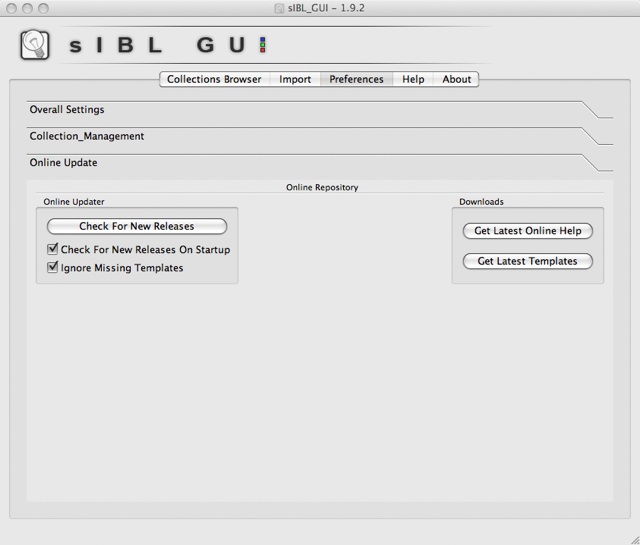 sIBL_GUI - 1.9.2
sIBL GUI
Collections Browser Import Preferences Help About
Overall Settings
Collection_Management
Online Update
Online Repository
Online Updater Downloads
Check For New Releases Get Latest Online Help
Check For New Releases On Startup
Ignore Missing Templates Get Latest Templates